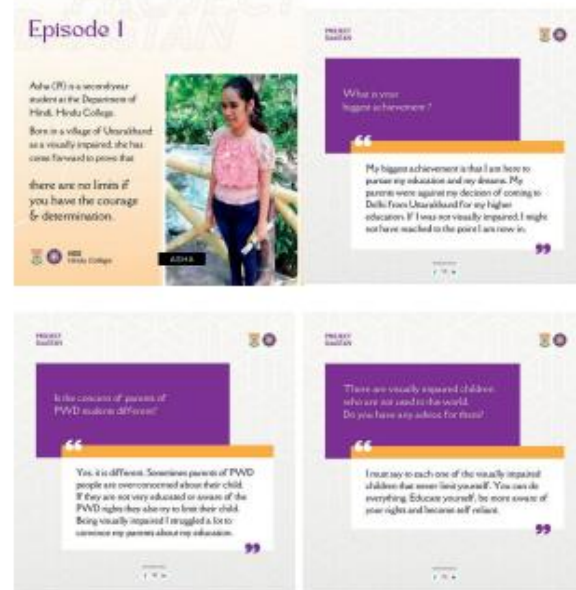 Episode 1
Asha (PI) is a second year
student at the Department of
Hindi, Hindu College.
Born in a village of Uttarakhand
as a visually impaired, she has
come forward to prove that
there are no limits if
you have the courage
& determination.
NSS
Hindu College
ASHA
PROJECT
What is your
biggest achievement ?
My biggest achievement is that I am here to
pursue my education and my dreams. My
parents were against my decision of coming to
Delhi from Uttarakhand for my higher
education. If I was not visually impaired, I might
not have reached to the point I am now in.
PROJECT
Is the concern of parents of
PWD students different?
Yes, it is different. Sometimes parents of PWD
people are over concerned about their child.
If they are not very educated or aware of the
PWD rights they also try to limit their child.
Being visually impaired I struggled a lot to
convince my parents about my education.
PROJECT
There are visually impaired children
who are not used to the world.
Do you have any advice for them?
I must say to each one of the visually impaired
children that never limit yourself. You can do
everything. Educate yourself, be more aware of
your rights and become self reliant.